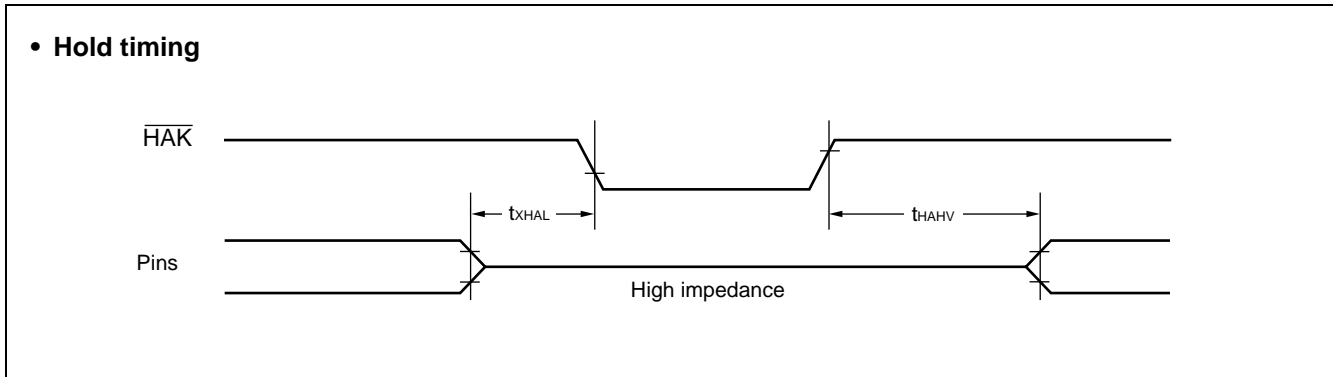 • Hold timing
HAK
tXHAL
tHAHV
Pins
High impedance